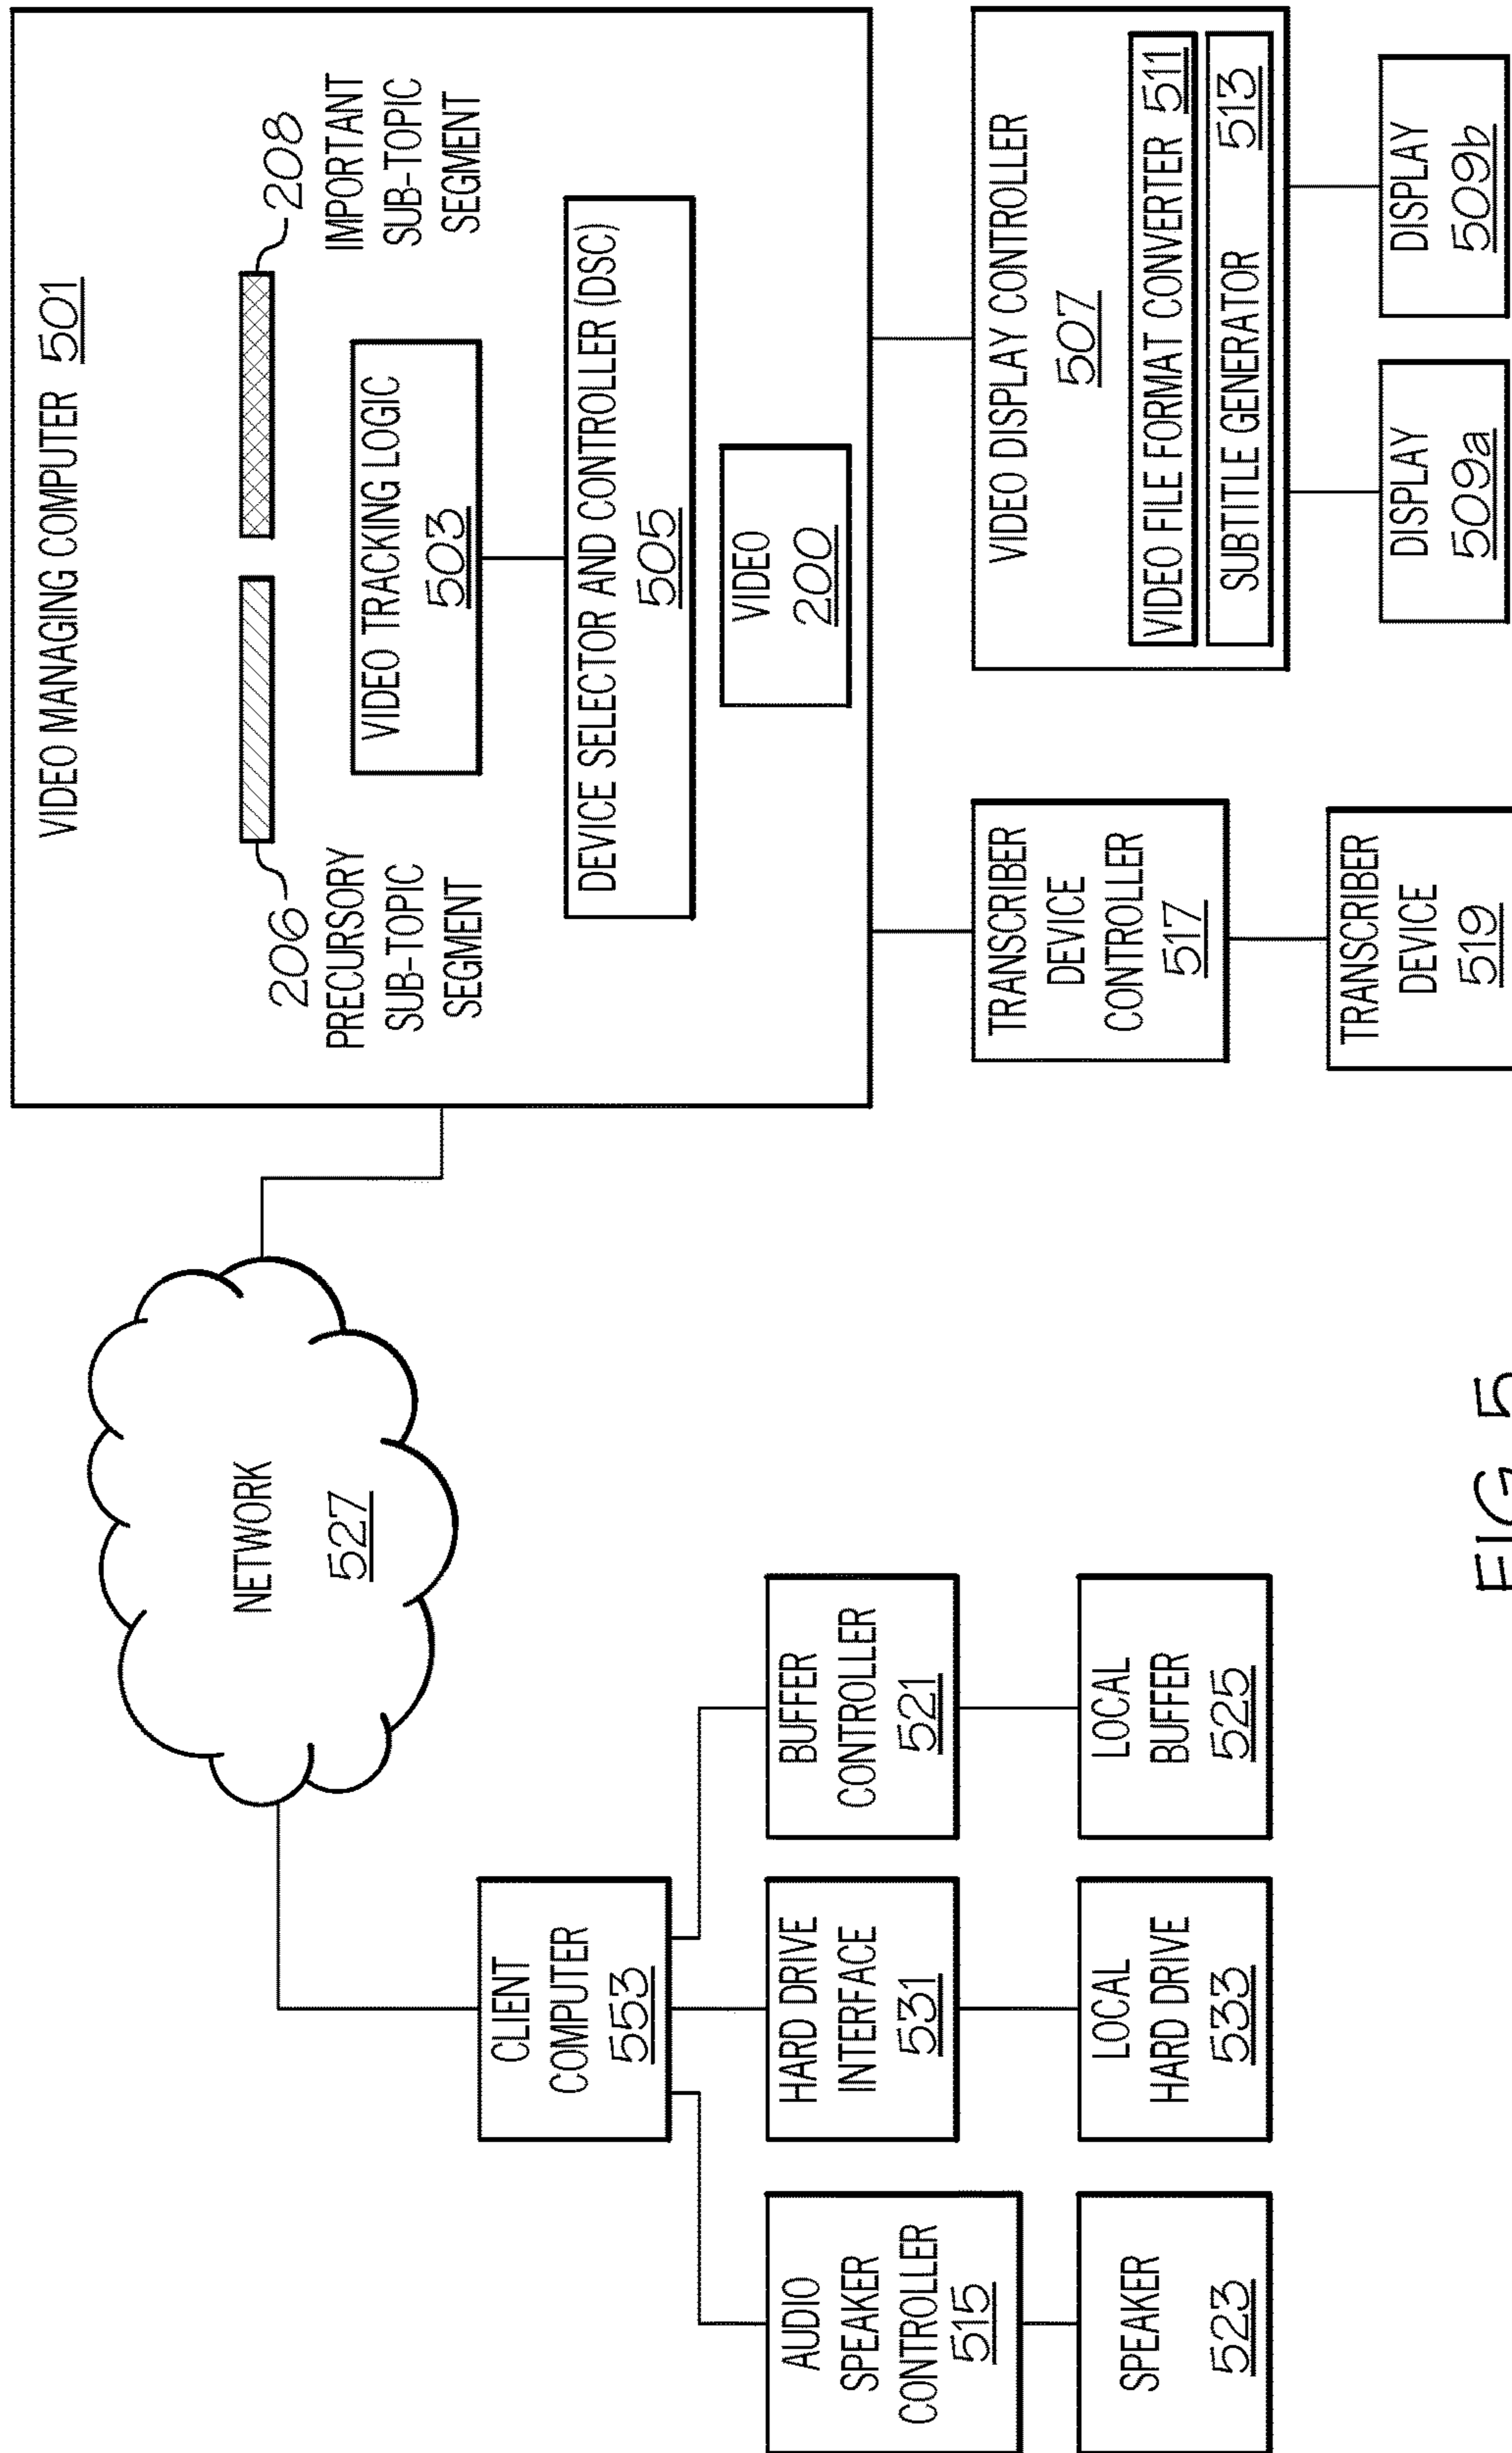 VIDEO MANAGING COMPUTER 501
206
PRECURSORY
SUB-TOPIC
SEGMENT
208
IMPORTANT
SUB-TOPIC
SEGMENT
VIDEO TRACKING LOGIC
503
DEVICE SELECTOR AND CONTROLLER (DSC)
505
VIDEO
200
NETWORK
527
CLIENT
COMPUTER
553
AUDIO
SPEAKER
CONTROLLER
515
HARD DRIVE
INTERFACE
531
BUFFER
CONTROLLER
521
SPEAKER
523
LOCAL
HARD DRIVE
533
LOCAL
BUFFER
525
TRANSCRIBER
DEVICE
CONTROLLER
517
TRANSCRIBER
DEVICE
519
VIDEO DISPLAY CONTROLLER
507
VIDEO FILE FORMAT CONVERTER 511
SUBTITLE GENERATOR 513
DISPLAY
509a
DISPLAY
509b
FIG. 5